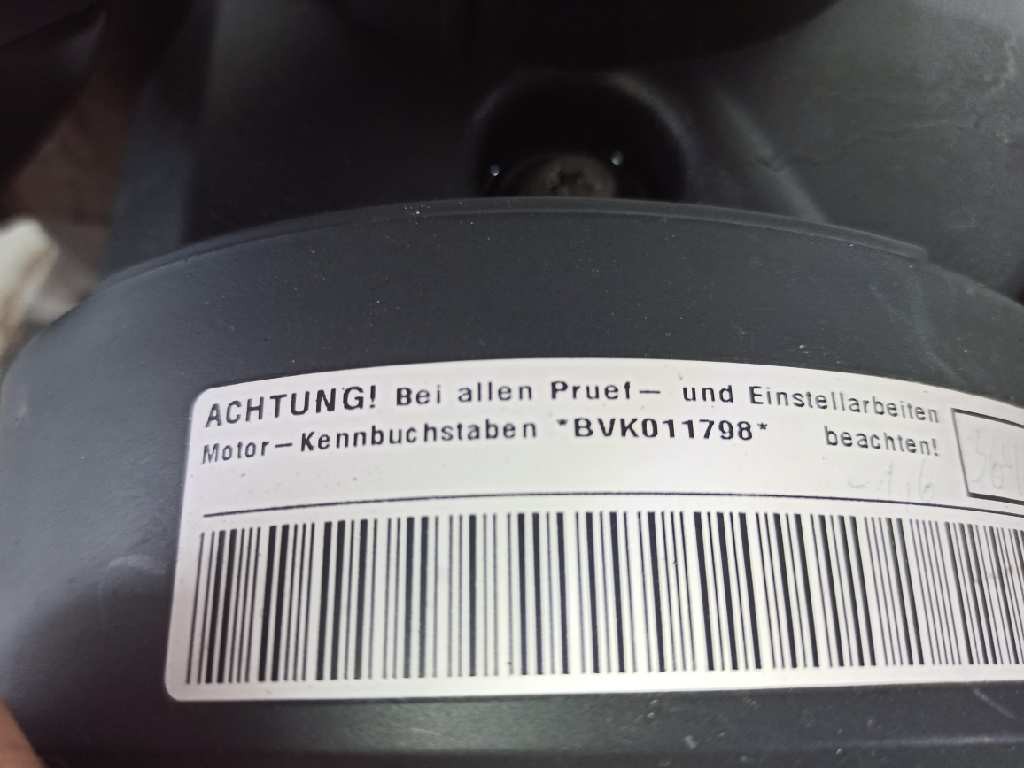 ACHTUNG! Bei allen Pruef- und Einstellarbeiten
Motor-Kennbuchstaben *BVK011798* beachten!